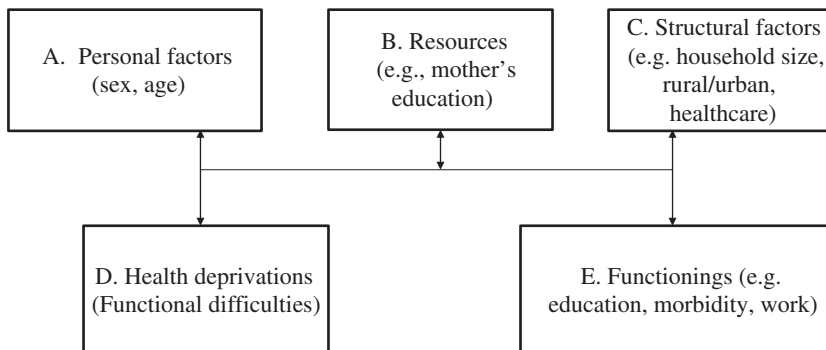 A. Personal factors
(sex, age)
B. Resources
(e.g., mother’s
education)
C. Structural factors
(e.g. household size,
rural/urban,
healthcare)
D. Health deprivations
(Functional difficulties)
E. Functionings (e.g.
education, morbidity, work)